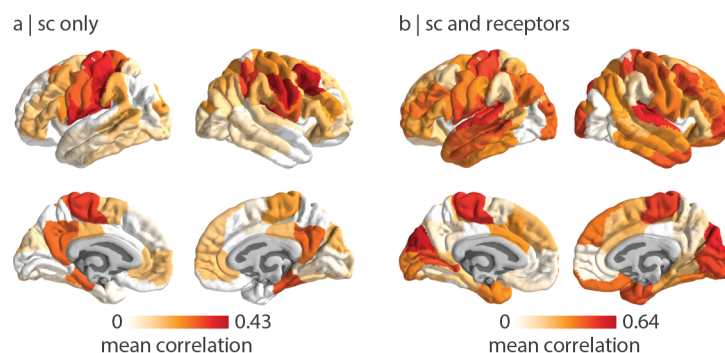 a | sc only
b | sc and receptors
0 0.43
mean correlation
0 0.64
mean correlation